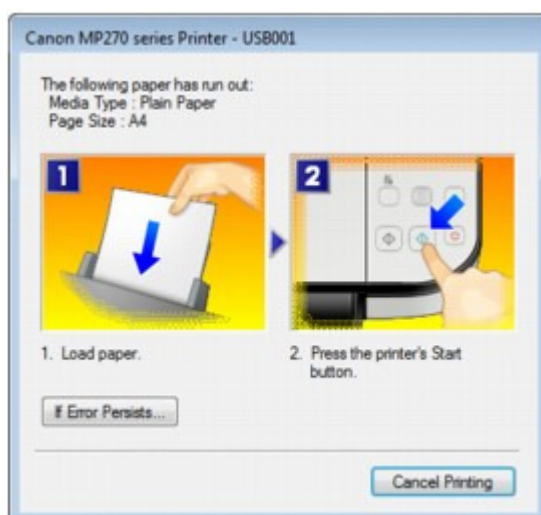 Canon MP270 series Printer - USB001
The following paper has run out:
Media Type : Plain Paper
Page Size : A4
1
2
1. Load paper.
2. Press the printer's Start
button.
If Error Persists...
Cancel Printing